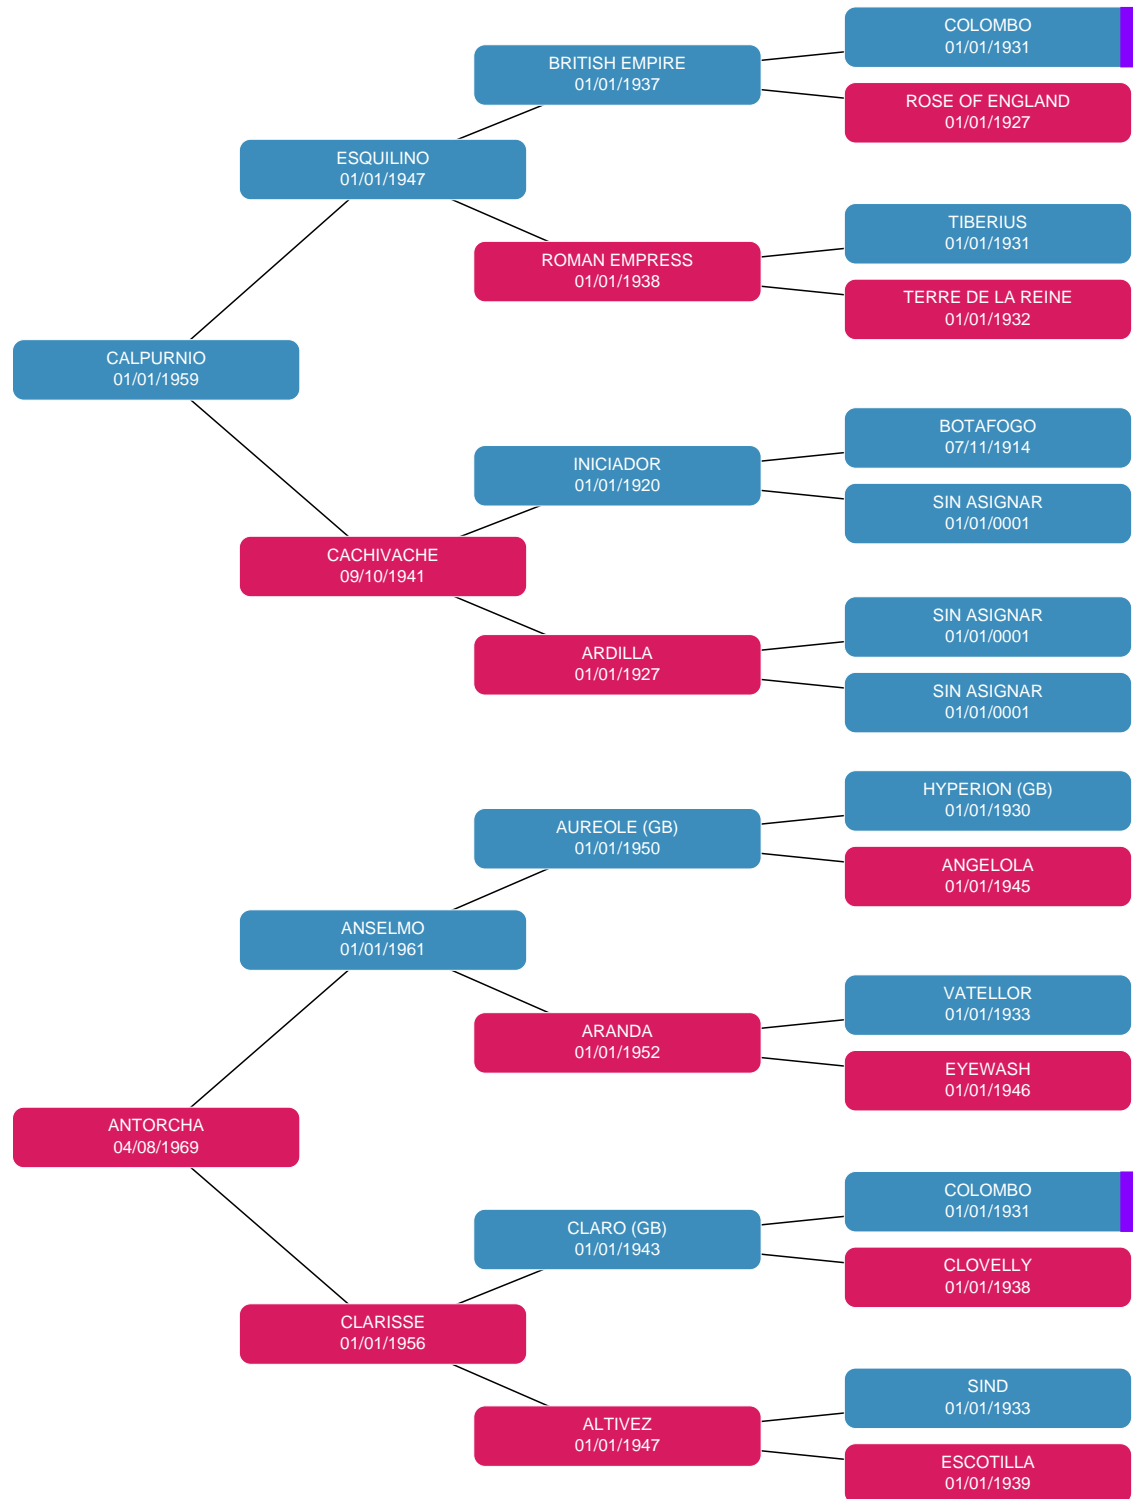 COLOMBO
01/01/1931
BRITISH EMPIRE
01/01/1937
ROSE OF ENGLAND
01/01/1927
ESQUILINO
01/01/1947
TIBERIUS
01/01/1931
ROMAN EMPRESS
01/01/1938
TERRE DE LA REINE
01/01/1932
CALPURNIO
01/01/1959
BOTAFOGO
07/11/1914
INICIADOR
01/01/1920
SIN ASIGNAR
01/01/0001
CACHIVACHE
09/10/1941
SIN ASIGNAR
01/01/0001
ARDILLA
01/01/1927
SIN ASIGNAR
01/01/0001
HYPERION (GB)
01/01/1930
AUREOLE (GB)
01/01/1950
ANGELOLA
01/01/1945
ANSELMO
01/01/1961
VATELLOR
01/01/1933
ARANDA
01/01/1952
EYEWASH
01/01/1946
ANTORCHA
04/08/1969
COLOMBO
01/01/1931
CLARO (GB)
01/01/1943
CLOVELLY
01/01/1938
CLARISSE
01/01/1956
SIND
01/01/1933
ALTIVEZ
01/01/1947
ESCOTILLA
01/01/1939